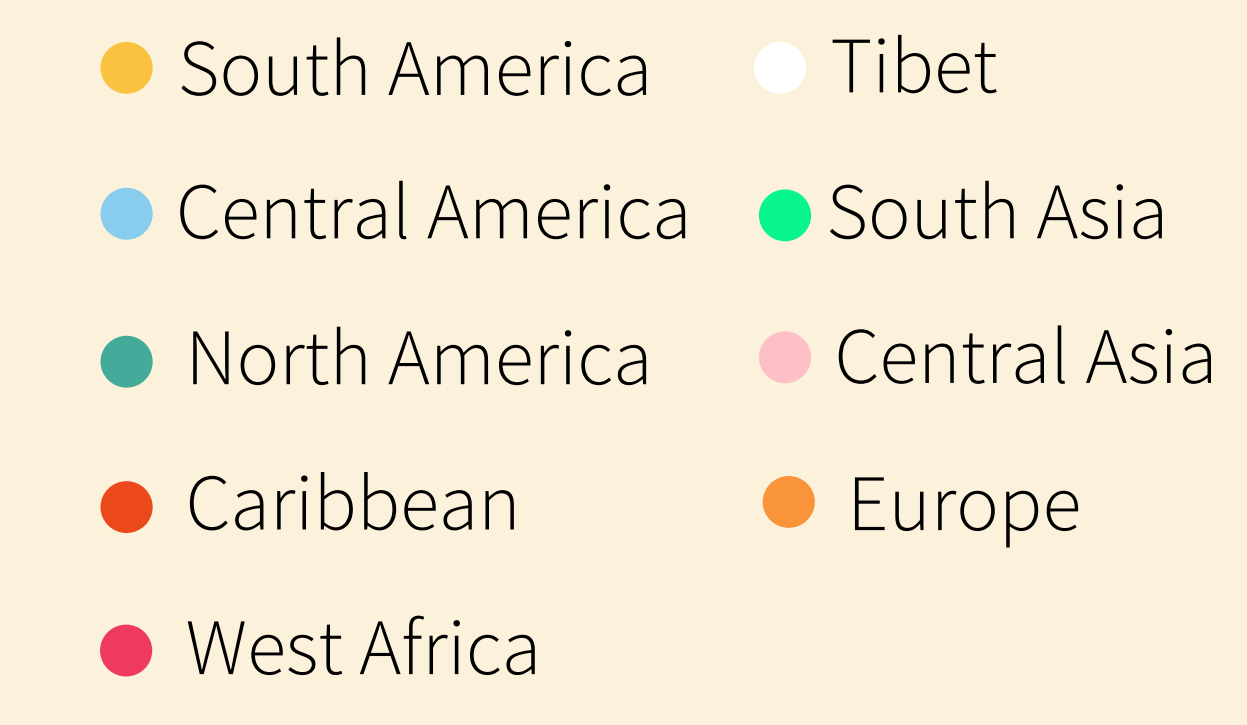 South America
Central America
North America
Caribbean
West Africa
Tibet
South Asia
Central Asia
Europe